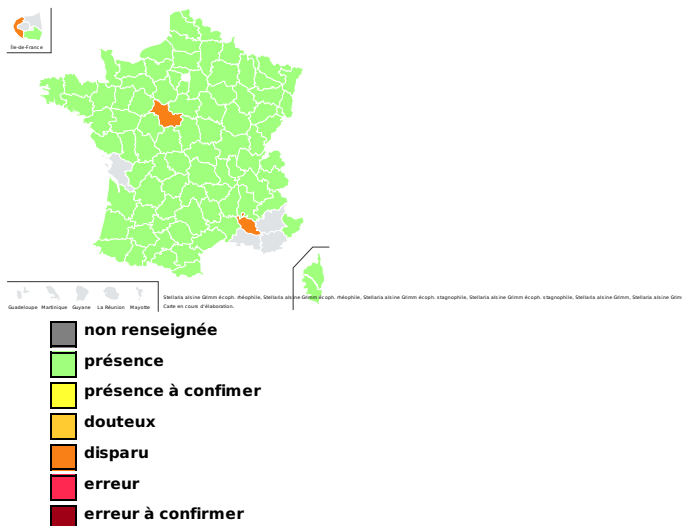 Île-de-France
Guadeloupe Martinique Guyane La Réunion Mayotte
Stellaria alsine Grimm écoph. rhéophile, Stellaria alsine Grimm écoph. rhéophile, Stellaria alsine Grimm écoph. stagnophile, Stellaria alsine Grimm écoph. stagnophile, Stellaria alsine Grimm, Stellaria alsine Grim
Carte en cours d'élaboration.
non renseignée
présence
présence à confimer
douteux
disparu
erreur
erreur à confirmer